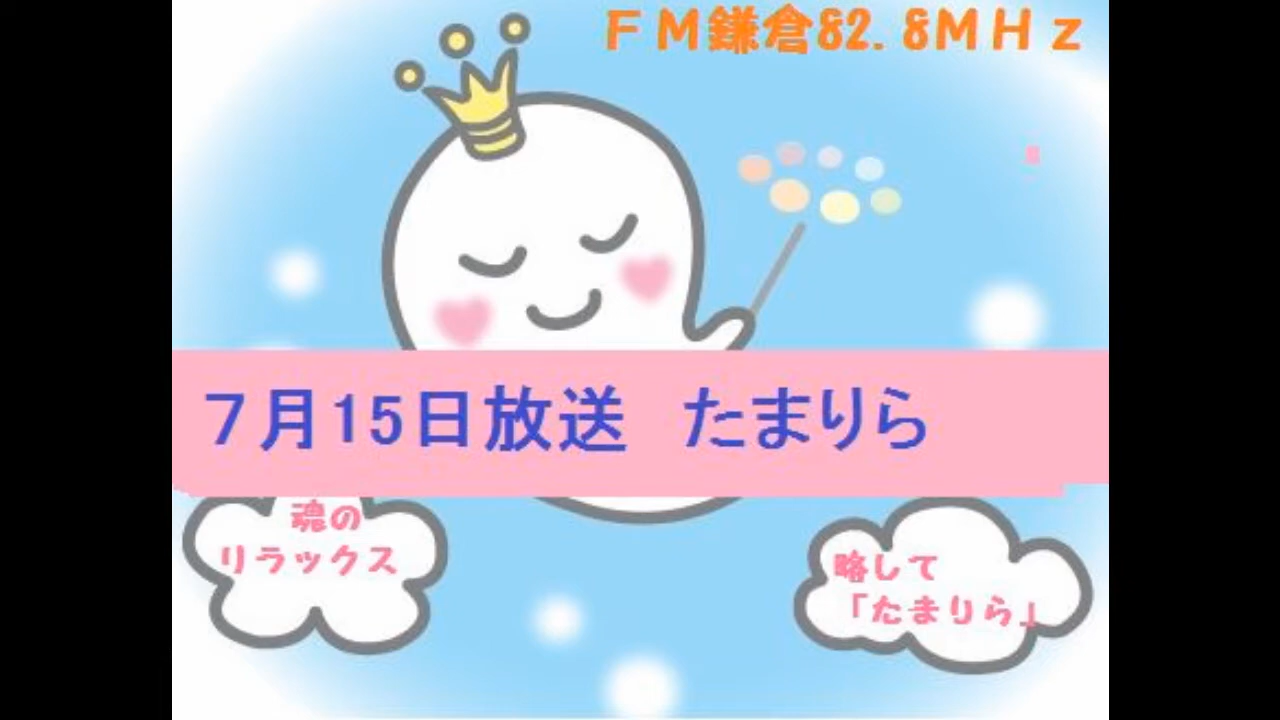 ＦＭ鎌倉82.8ＭＨｚ
７月15日放送　たまりら
魂の
リラックス
略して
「たまりら」